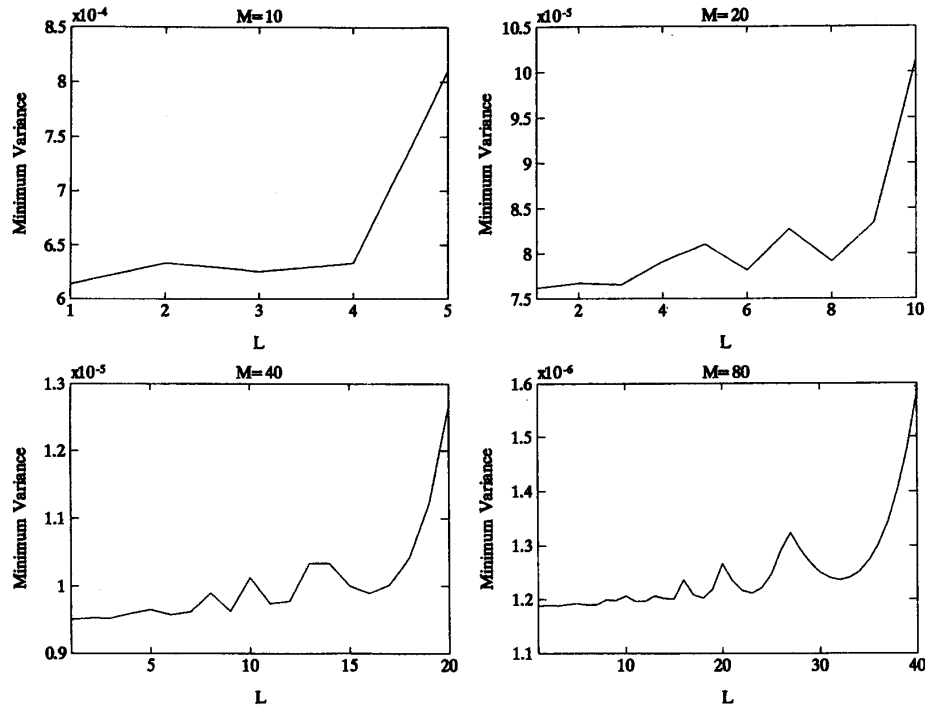 x10-4 M=10
8.5
8
7.5
7
6.5
6
1 2 3 4 5
Minimum Variance
L
x10-5 M=20
10.5
10
9.5
9
8.5
8
7.5
2 4 6 8 10
Minimum Variance
L
x10-5 M=40
1.3
1.2
1.1
1
0.9
5 10 15 20
Minimum Variance
L
x10-6 M=80
1.6
1.5
1.4
1.3
1.2
1.1
10 20 30 40
Minimum Variance
L